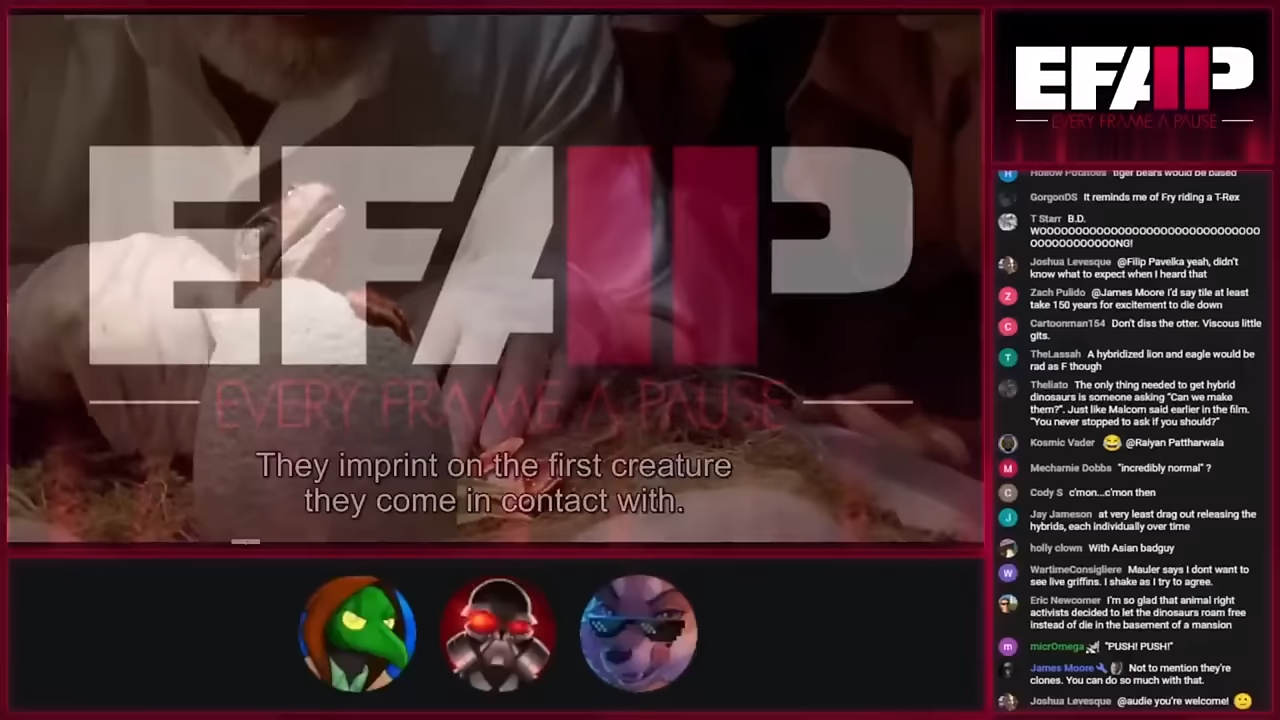 EFAP
EVERY FRAME A PAUSE
They imprint on the first creature
they come in contact with.
EFAP
EVERY FRAME A PAUSE
Hollow Potatoes tiger bears would be based
GorgonDS It reminds me of Fry riding a T-Rex
T Starr B.D.
Joshua Levesque @Filip Pavelka yeah, didn't
know what to expect when I heard that
Zach Pulido @James Moore I'd say tile at least
take 150 years for excitement to die down
Cartoonman154 Don't diss the otter. Viscous little
gits.
TheLassah A hybridized lion and eagle would be
rad as F though
Theliato The only thing needed to get hybrid
dinosaurs is someone asking "Can we make
them?". Just like Malcom said earlier in the film.
"You never stopped to ask if you should?"
Kosmic Vader 😂 @Raiyan Pattharwala
Mecharnie Dobbs "incredibly normal" ?
Cody S c'mon...c'mon then
Jay Jameson at very least drag out releasing the
hybrids, each individually over time
holly clown With Asian badguy
WartimeConsigliere Mauler says I dont want to
see live griffins. I shake as I try to agree.
Eric Newcomer I'm so glad that animal right
activists decided to let the dinosaurs roam free
instead of die in the basement of a mansion
micrOmega "PUSH! PUSH!"
James Moore Not to mention they're
clones. You can do so much with that.
Joshua Levesque @audie you're welcome! 🙂